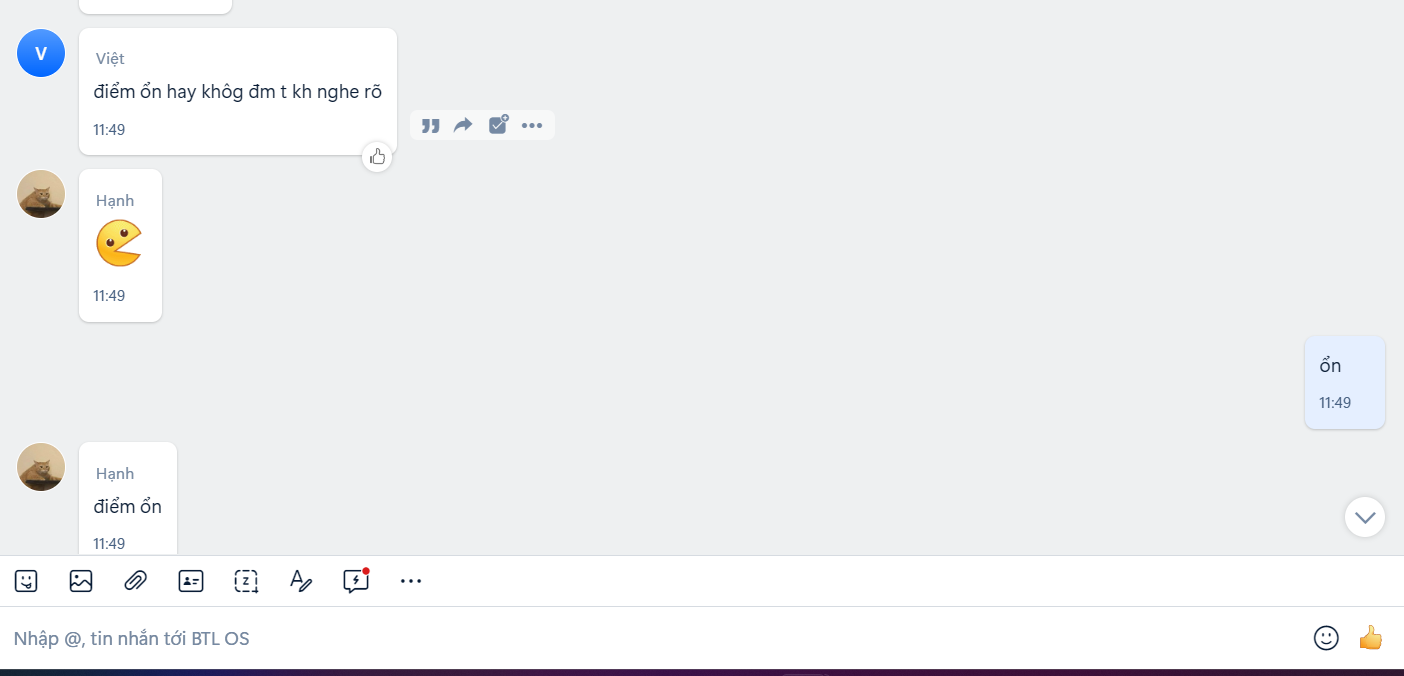 V
Việt
điểm ổn hay khôg đm t kh nghe rõ
11:49
Hạnh
11:49
ổn
11:49
Hạnh
điểm ổn
11:49
Z
Nhập @, tin nhắn tới BTL OS